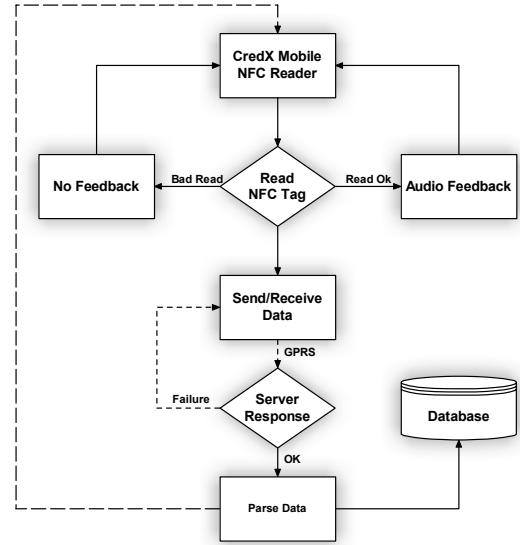 CredX Mobile
NFC Reader
No Feedback
Bad Read
Read
NFC Tag
Read Ok
Audio Feedback
Send/Receive
Data
GPRS
Failure
Server
Response
Database
OK
Parse Data